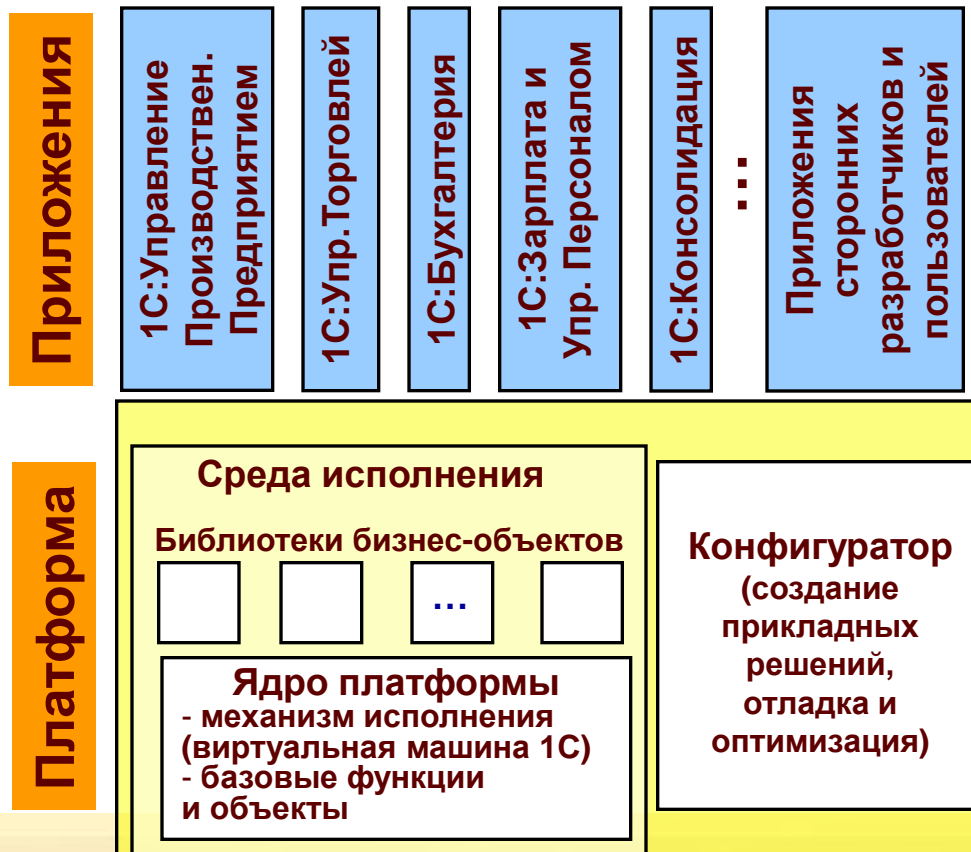 Приложения
1С:Управление
Производствен.
Предприятием
1С:Упр.Торговлей
1С:Бухгалтерия
1С:Зарплата и
Упр. Персоналом
1С:Консолидация
...
Приложения
сторонних
разработчиков и
пользователей
Платформа
Среда исполнения
Библиотеки бизнес-объектов
...
Ядро платформы
- механизм исполнения
(виртуальная машина 1С)
- базовые функции
и объекты
Конфигуратор
(создание
прикладных
решений,
отладка и
оптимизация)